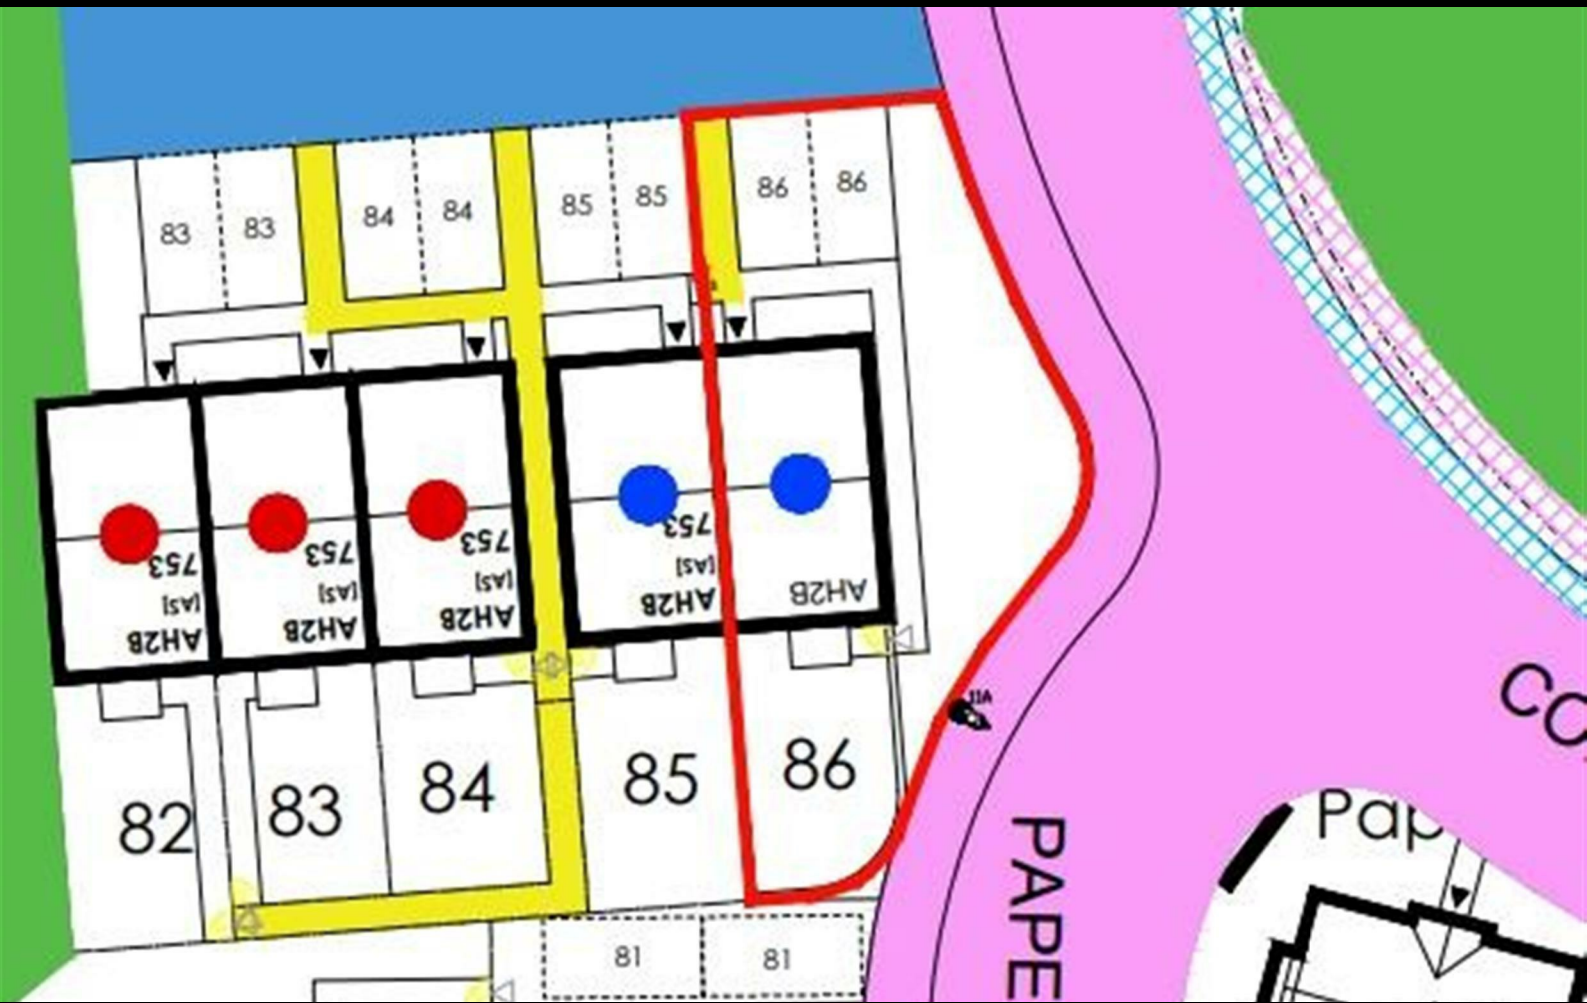 83 83 84 84 85 85 86 86
753 753 753 753
[AS] [AS] [AS] [AS]
AH2B AH2B AH2B AH2B AH2B
11A
82 83 84 85 86
CO
Pap
PAPE
81 81